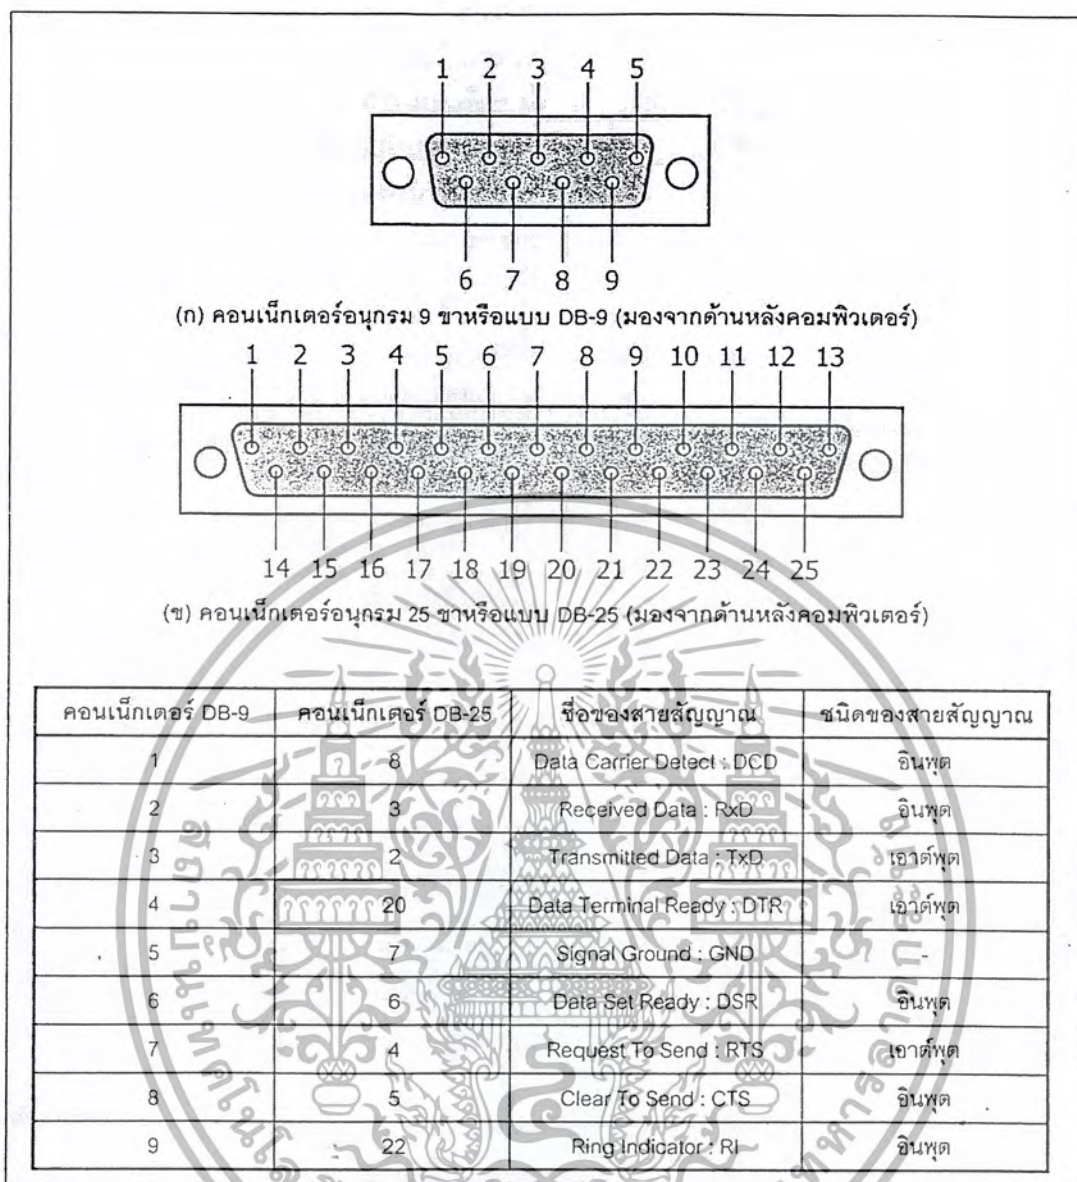 1 2 3 4 5
6 7 8 9
(ก) คอนเน็กเตอร์อนุกรม 9 ขาหรือแบบ DB-9 (มองจากด้านหลังคอมพิวเตอร์)
1 2 3 4 5 6 7 8 9 10 11 12 13
14 15 16 17 18 19 20 21 22 23 24 25
(ข) คอนเน็กเตอร์อนุกรม 25 ขาหรือแบบ DB-25 (มองจากด้านหลังคอมพิวเตอร์)
คอนเน็กเตอร์ DB-9 คอนเน็กเตอร์ DB-25 ชื่อของสายสัญญาณ ชนิดของสายสัญญาณ
1 8 Data Carrier Detect : DCD อินพุต
2 3 Received Data : RxD อินพุต
3 2 Transmitted Data : TxD เอาต์พุต
4 20 Data Terminal Ready : DTR เอาต์พุต
5 7 Signal Ground : GND -
6 6 Data Set Ready : DSR อินพุต
7 4 Request To Send : RTS เอาต์พุต
8 5 Clear To Send : CTS อินพุต
9 22 Ring Indicator : RI อินพุต